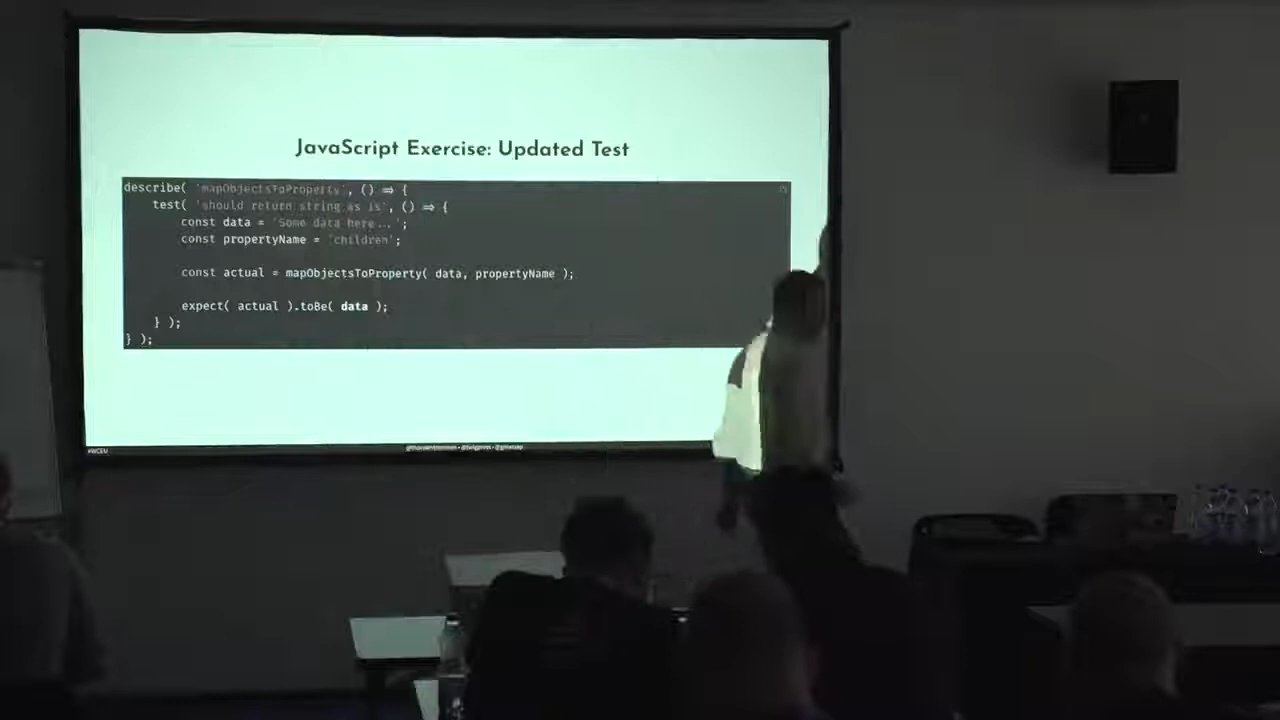 JavaScript Exercise: Updated Test
describe( 'mapObjectsToProperty', () => {
test( 'should return string as is', () => {
const data = 'Some data here...';
const propertyName = 'children';
const actual = mapObjectsToProperty( data, propertyName );
expect( actual ).toBe( data );
} );
} );
#WCEU